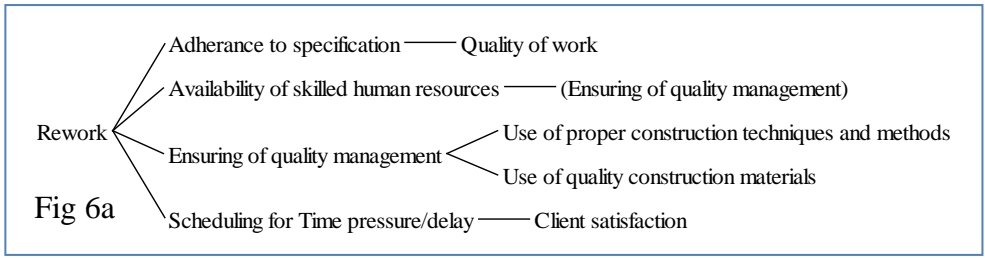 Adherance to specification Quality of work
Availability of skilled human resources (Ensuring of quality management)
Rework
Use of proper construction techniques and methods
Ensuring of quality management
Use of quality construction materials
Fig 6a
Scheduling for Time pressure/delay Client satisfaction